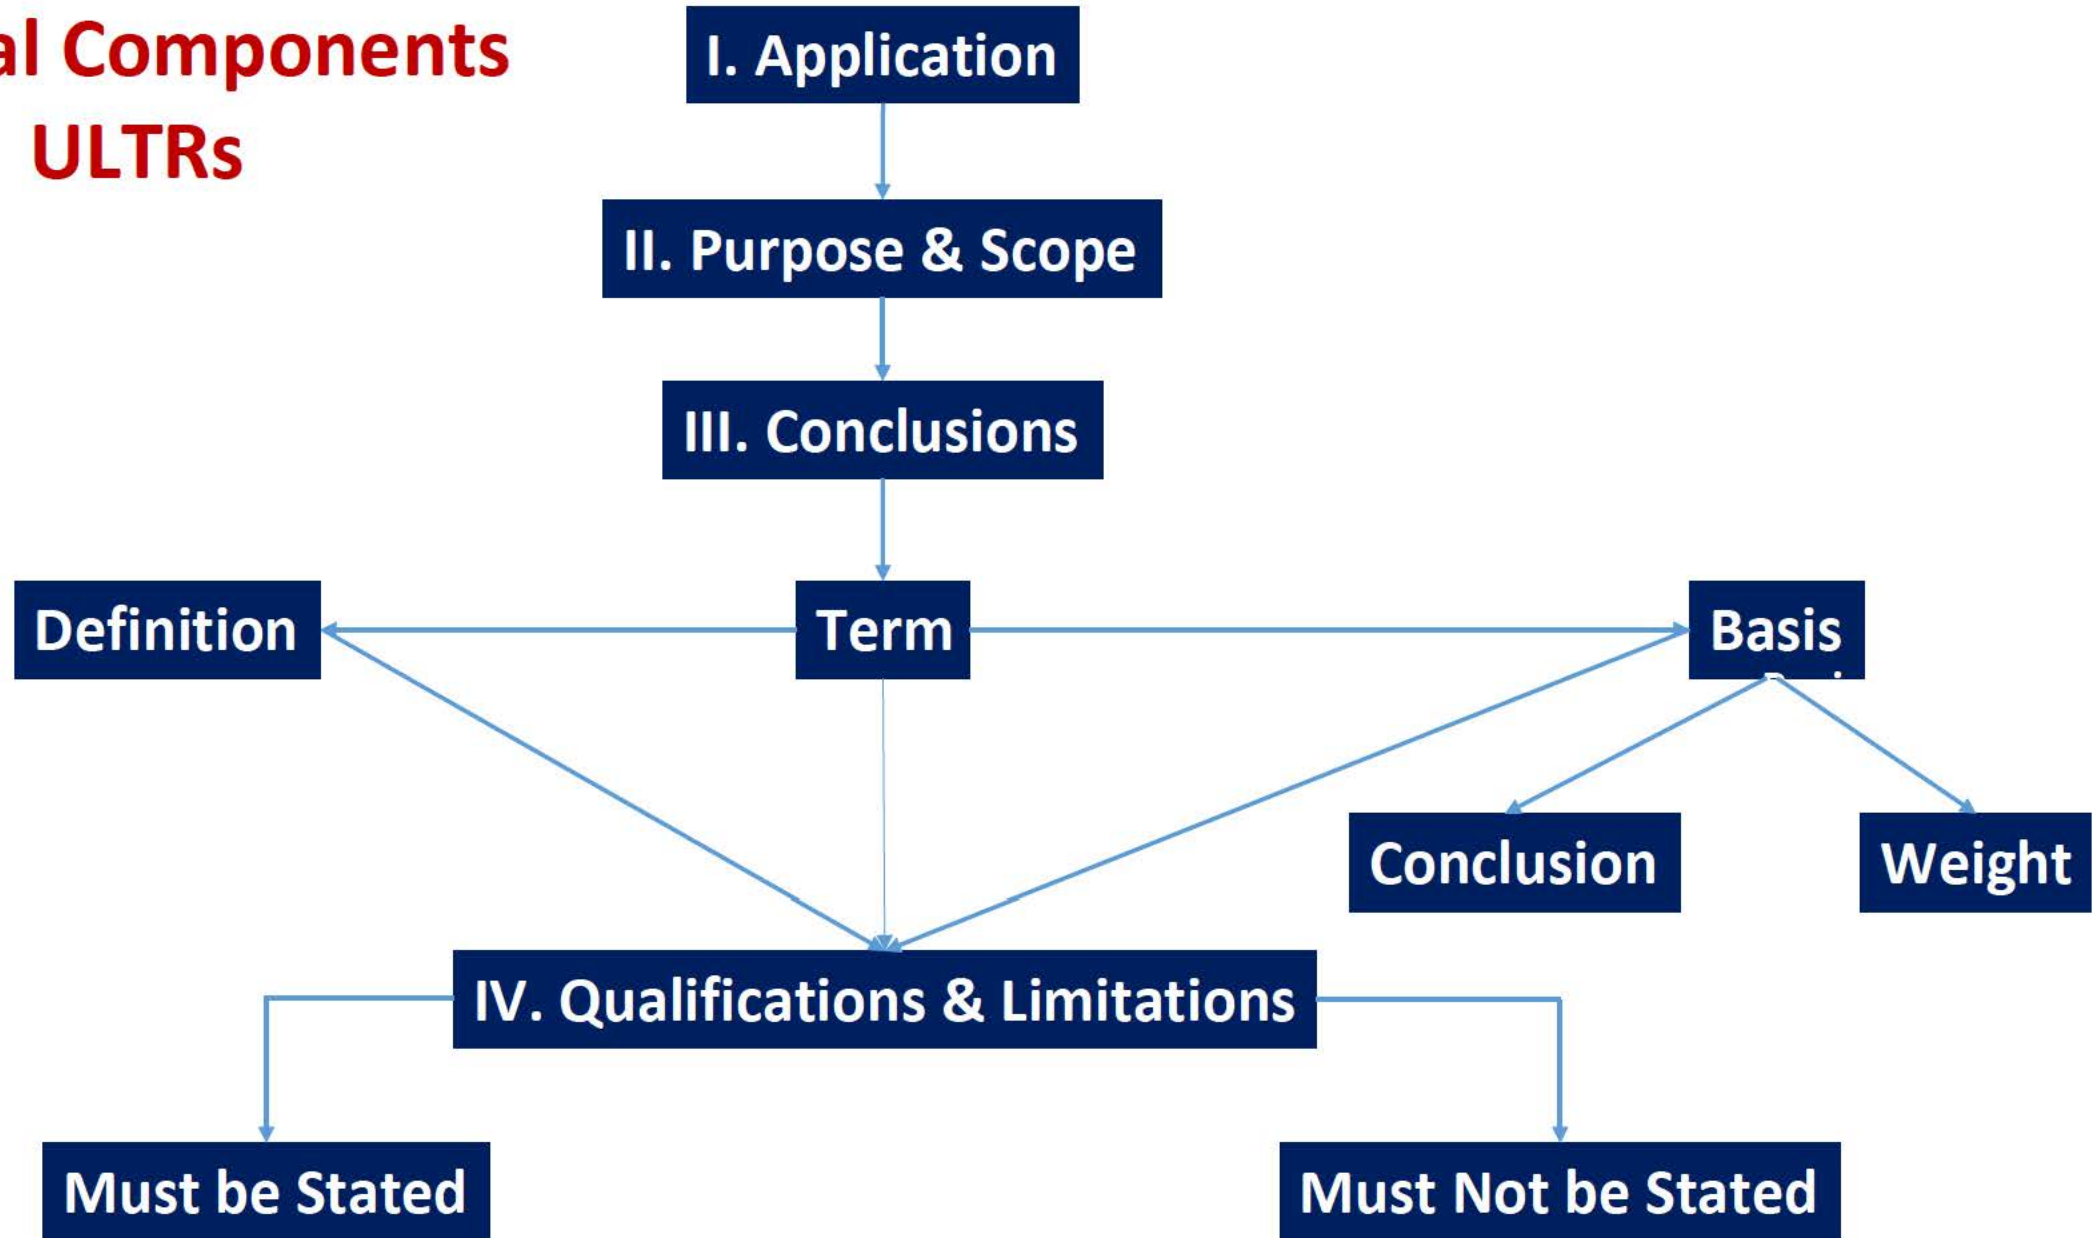 al Components
ULTRs
I. Application
II. Purpose & Scope
III. Conclusions
Definition
Term
Basis
Conclusion
Weight
IV. Qualifications & Limitations
Must be Stated
Must Not be Stated